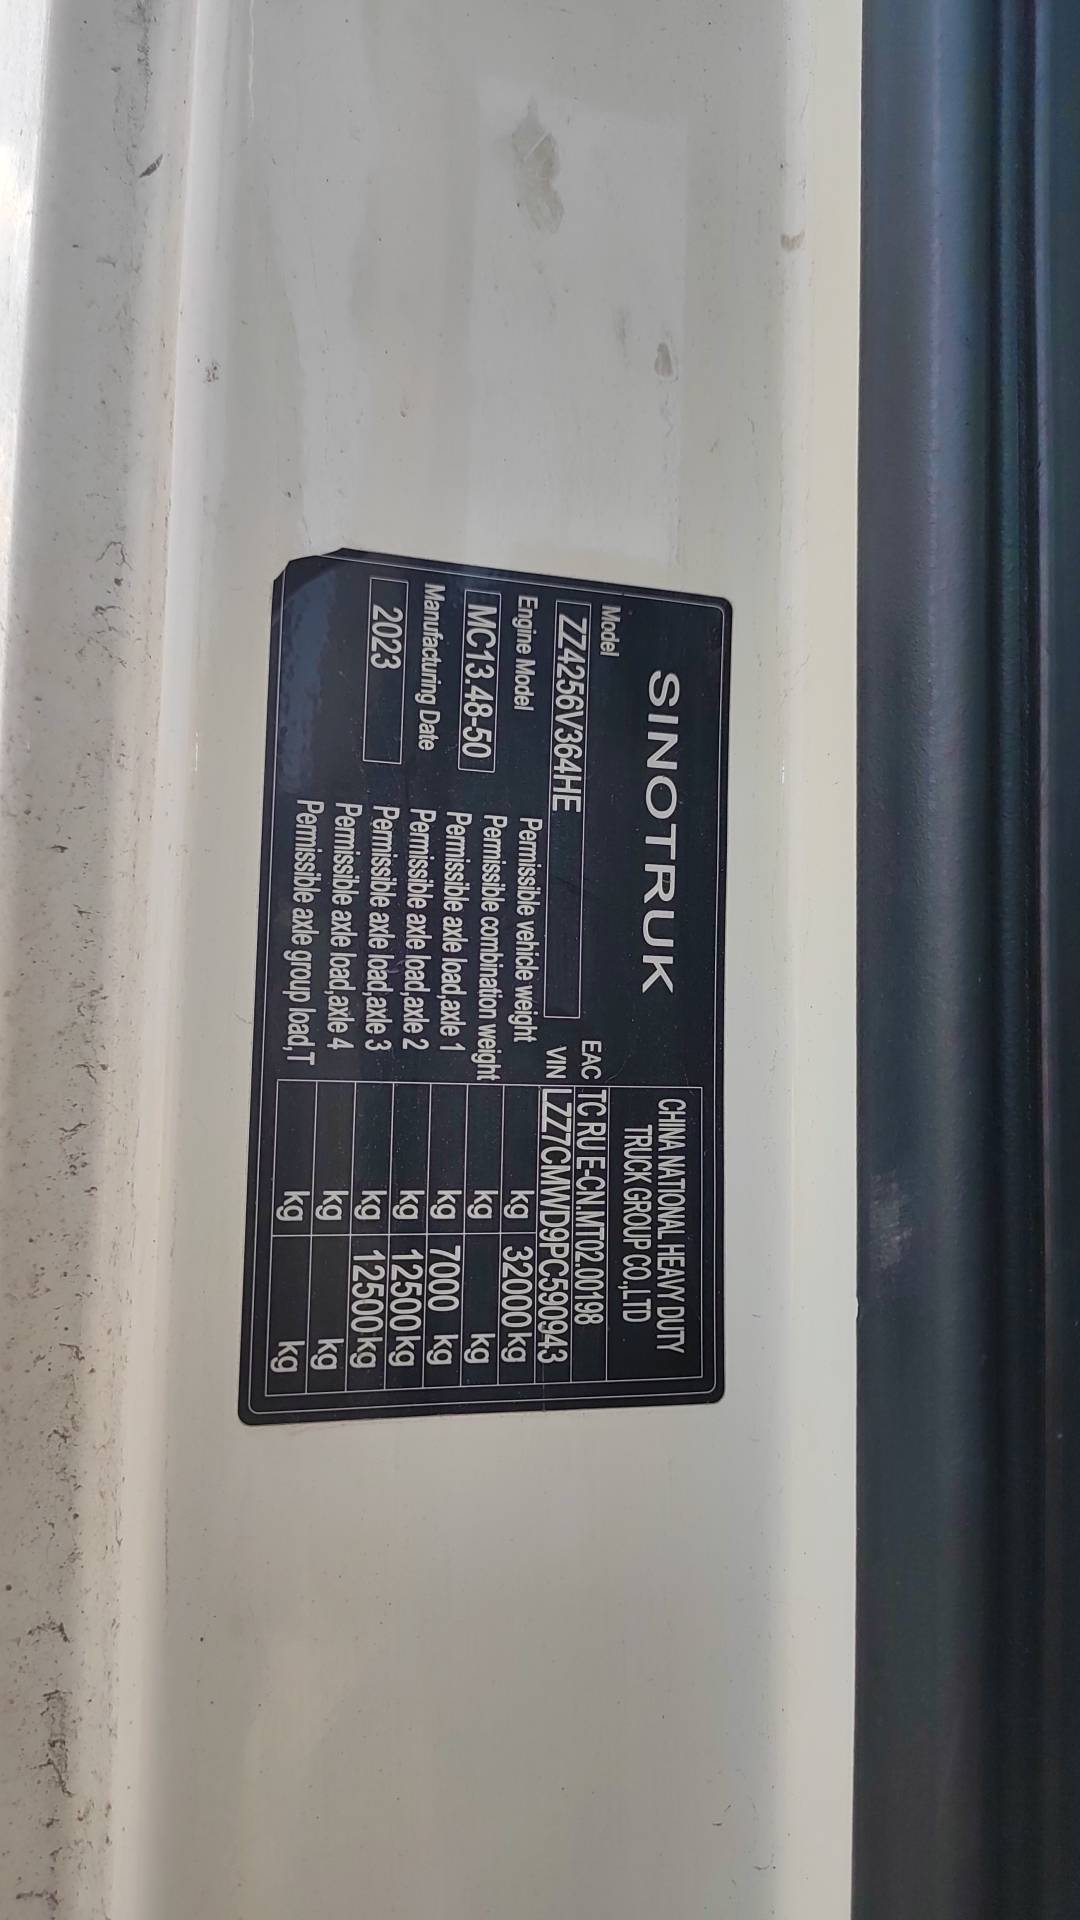 SINOTRUK
CHINA NATIONAL HEAVY DUTY
TRUCK GROUP CO.,LTD
Model
EAC TC RU E-CN.MT02.00198
ZZ4256V364HE
VIN LZZ7CMWD9PC590943
Engine Model
MC13.48-50
Manufacturing Date
2023
Permissible vehicle weight kg 32000 kg
Permissible combination weight kg kg
Permissible axle load,axle 1 kg 7000 kg
Permissible axle load,axle 2 kg 12500 kg
Permissible axle load,axle 3 kg 12500 kg
Permissible axle load,axle 4 kg kg
Permissible axle group load,T kg kg